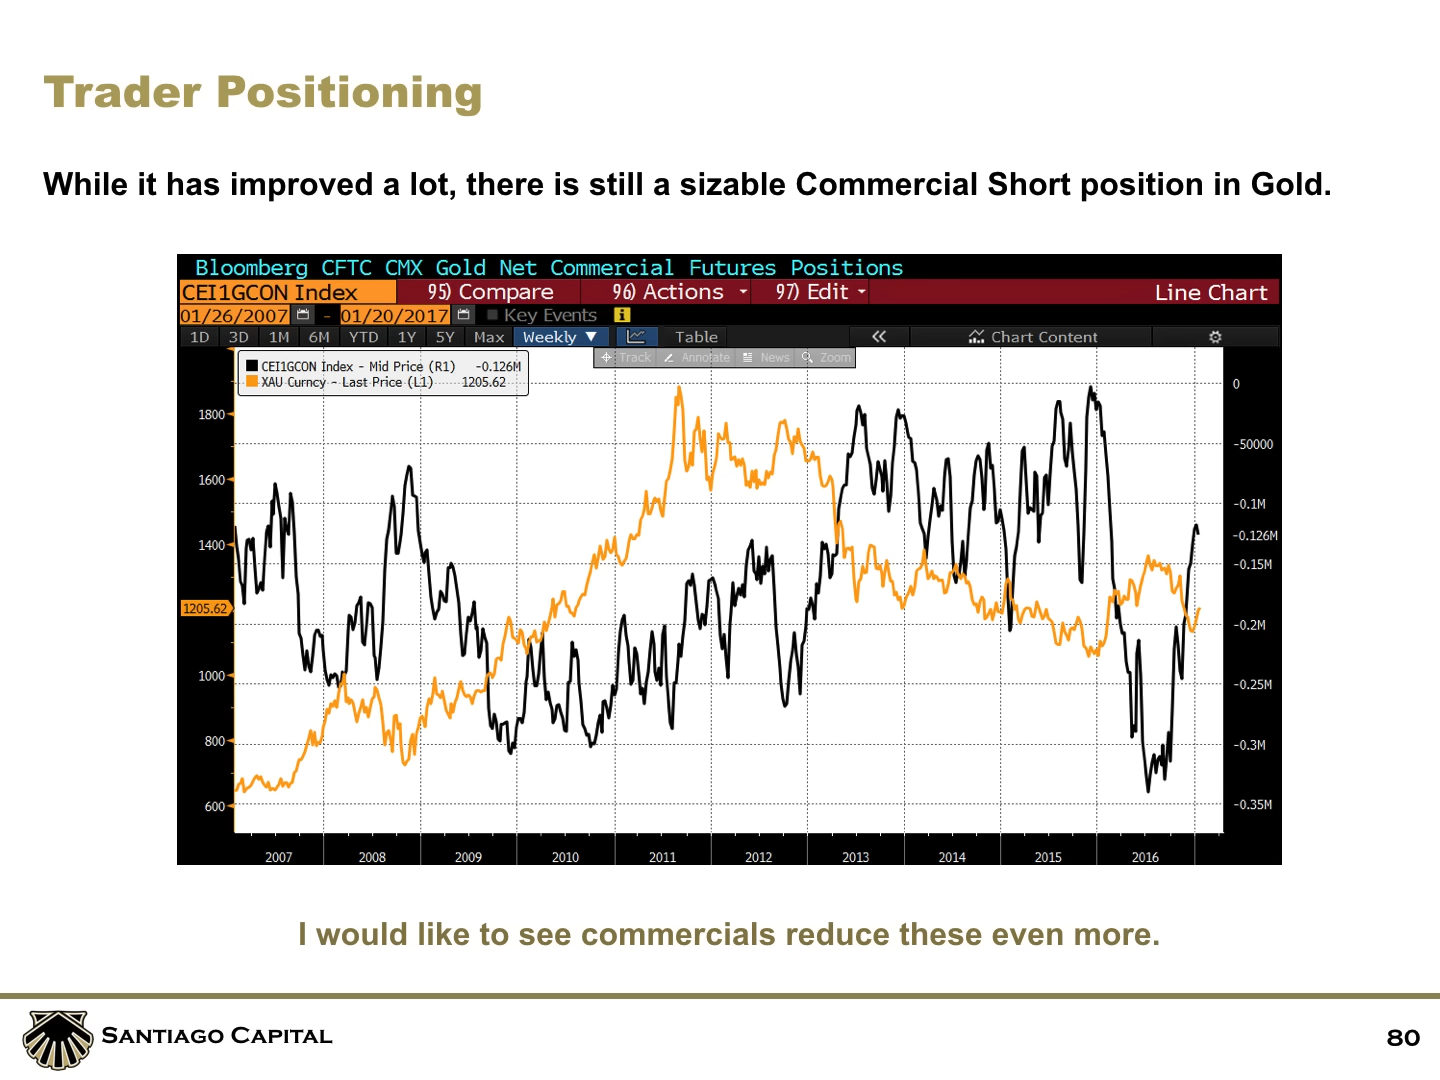 Trader Positioning
While it has improved a lot, there is still a sizable Commercial Short position in Gold.
Bloomberg CFTC CMX Gold Net Commercial Futures Positions
CEI1GCON Index 95) Compare 96) Actions 97) Edit Line Chart
01/26/2007 - 01/20/2017 Key Events
1D 3D 1M 6M YTD 1Y 5Y Max Weekly ▼ Table « Chart Content
Track Annotate News Zoom
CEI1GCON Index - Mid Price (R1) -0.126M
XAU Curncy - Last Price (L1) 1205.62
1800
1600
1400
1205.62
1000
800
600
0
-50000
-0.1M
-0.126M
-0.15M
-0.2M
-0.25M
-0.3M
-0.35M
2007 2008 2009 2010 2011 2012 2013 2014 2015 2016
I would like to see commercials reduce these even more.
Santiago Capital
80